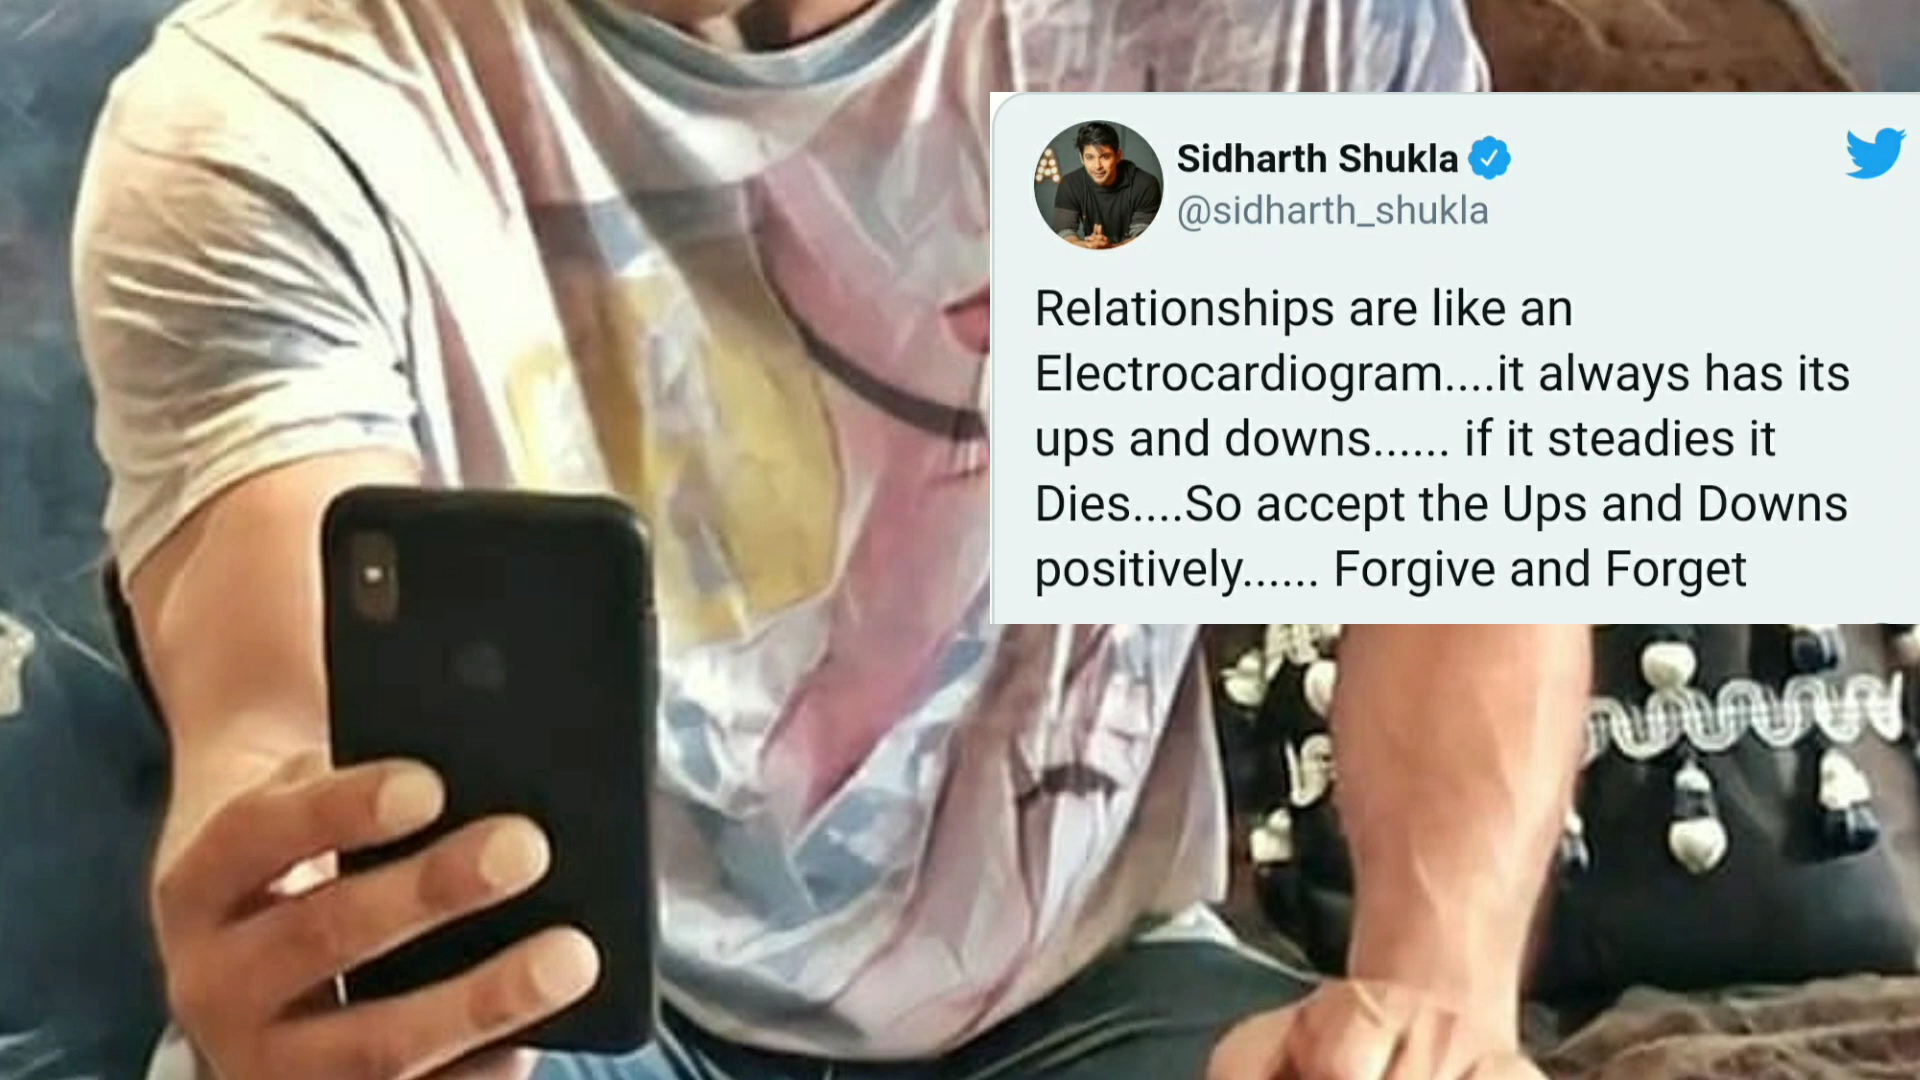 Sidharth Shukla
@sidharth_shukla
Relationships are like an
Electrocardiogram....it always has its
ups and downs...... if it steadies it
Dies....So accept the Ups and Downs
positively...... Forgive and Forget